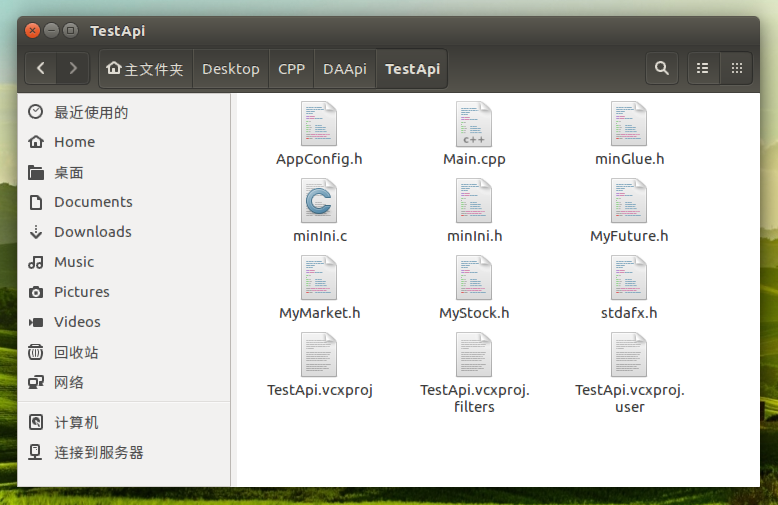 TestApi
主文件夹 Desktop CPP DAApi TestApi
最近使用的
Home
桌面
Documents
Downloads
Music
Pictures
Videos
回收站
网络
计算机
连接到服务器
AppConfig.h Main.cpp minGlue.h
c++
minIni.c minIni.h MyFuture.h
MyMarket.h MyStock.h stdafx.h
TestApi.vcxproj TestApi.vcxproj. TestApi.vcxproj.
filters user